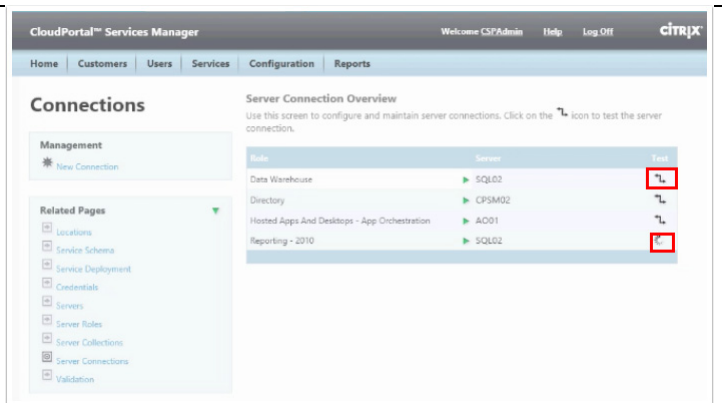 CloudPortal™ Services Manager
Welcome CSPAdmin Help Log Off CİTRIX®
Home Customers Users Services Configuration Reports
Connections
Management
New Connection
Related Pages
Locations
Service Schema
Service Deployment
Credentials
Servers
Server Roles
Server Collections
Server Connections
Validation
Server Connection Overview
Use this screen to configure and maintain server connections. Click on the icon to test the server
connection.
Role Server Test
Data Warehouse SQL02
Directory CPSM02
Hosted Apps And Desktops - App Orchestration AO01
Reporting - 2010 SQL02